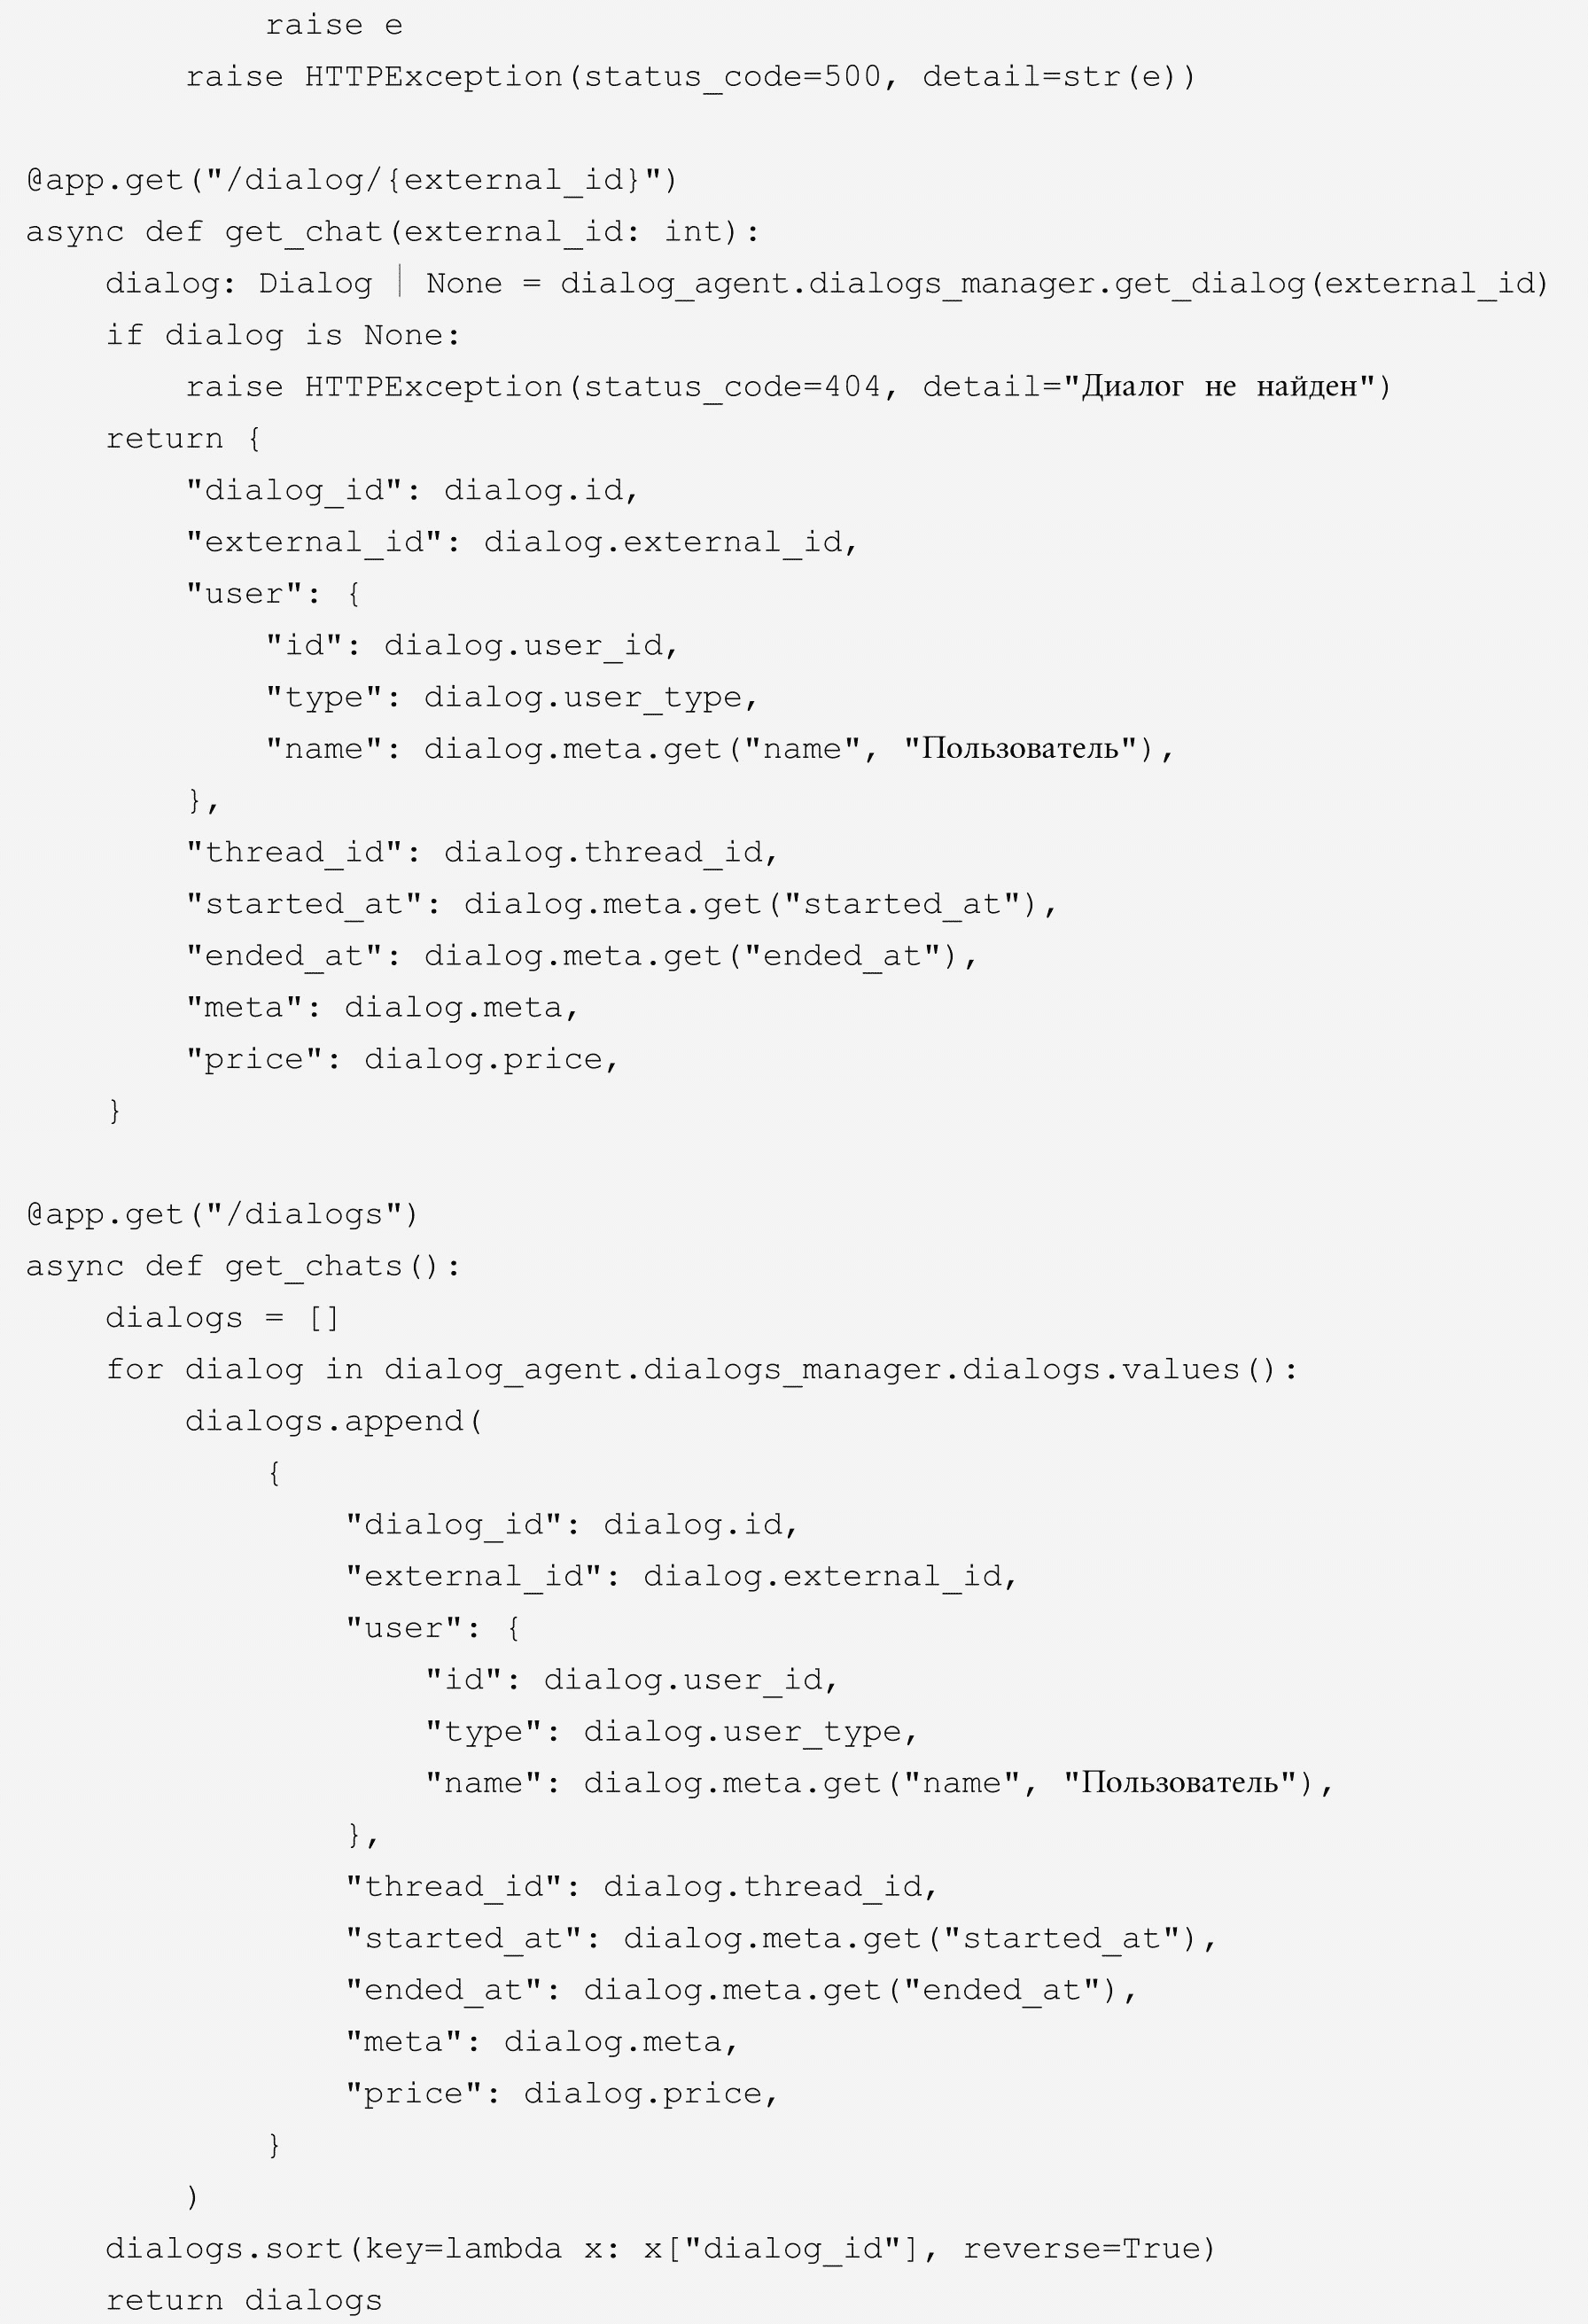 raise e
        raise HTTPException(status_code=500, detail=str(e))

@app.get("/dialog/{external_id}")
async def get_chat(external_id: int):
    dialog: Dialog | None = dialog_agent.dialogs_manager.get_dialog(external_id)
    if dialog is None:
        raise HTTPException(status_code=404, detail="Диалог не найден")
    return {
        "dialog_id": dialog.id,
        "external_id": dialog.external_id,
        "user": {
            "id": dialog.user_id,
            "type": dialog.user_type,
            "name": dialog.meta.get("name", "Пользователь"),
        },
        "thread_id": dialog.thread_id,
        "started_at": dialog.meta.get("started_at"),
        "ended_at": dialog.meta.get("ended_at"),
        "meta": dialog.meta,
        "price": dialog.price,
    }

@app.get("/dialogs")
async def get_chats():
    dialogs = []
    for dialog in dialog_agent.dialogs_manager.dialogs.values():
        dialogs.append(
            {
                "dialog_id": dialog.id,
                "external_id": dialog.external_id,
                "user": {
                    "id": dialog.user_id,
                    "type": dialog.user_type,
                    "name": dialog.meta.get("name", "Пользователь"),
                },
                "thread_id": dialog.thread_id,
                "started_at": dialog.meta.get("started_at"),
                "ended_at": dialog.meta.get("ended_at"),
                "meta": dialog.meta,
                "price": dialog.price,
            }
        )
    dialogs.sort(key=lambda x: x["dialog_id"], reverse=True)
    return dialogs